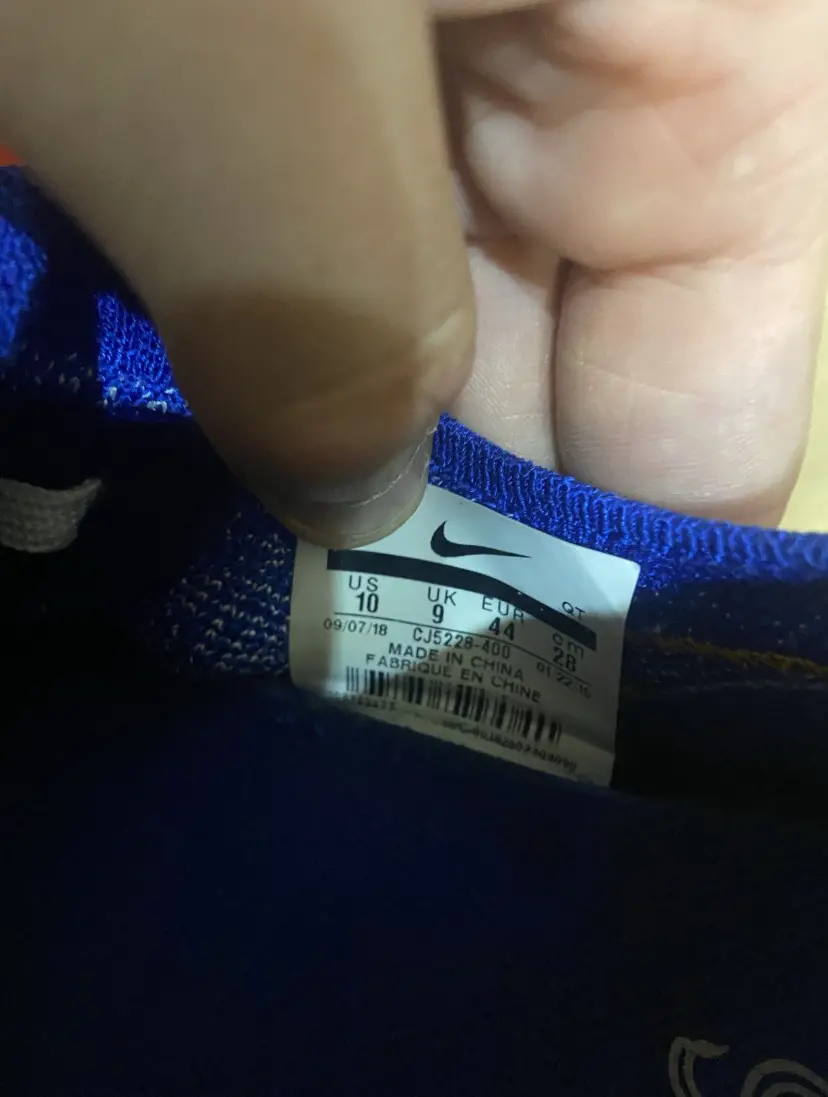 US UK EUR cm QT
10 9 44 28
09/07/18 CJ5228-400
MADE IN CHINA
FABRIQUE EN CHINE